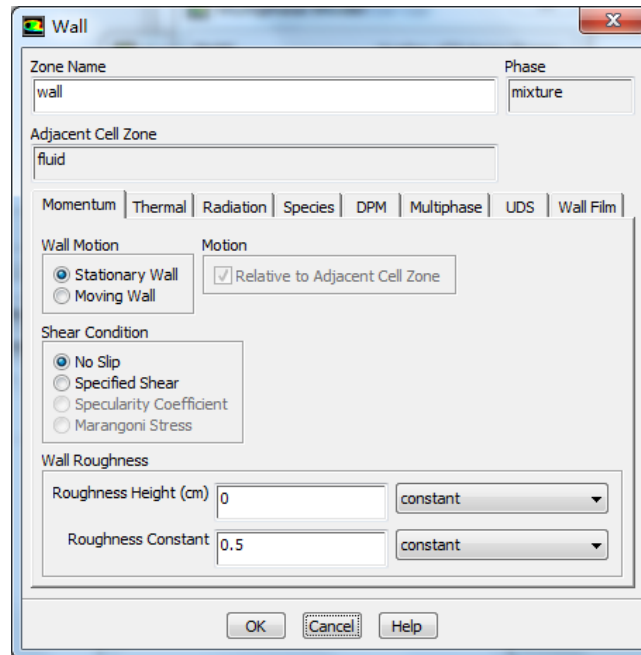 Wall
Zone Name
Phase
wall
mixture
Adjacent Cell Zone
fluid
Momentum Thermal Radiation Species DPM Multiphase UDS Wall Film
Wall Motion
Motion
Stationary Wall
Relative to Adjacent Cell Zone
Moving Wall
Shear Condition
No Slip
Specified Shear
Specularity Coefficient
Marangoni Stress
Wall Roughness
Roughness Height (cm) 0 constant
Roughness Constant 0.5 constant
OK Cancel Help